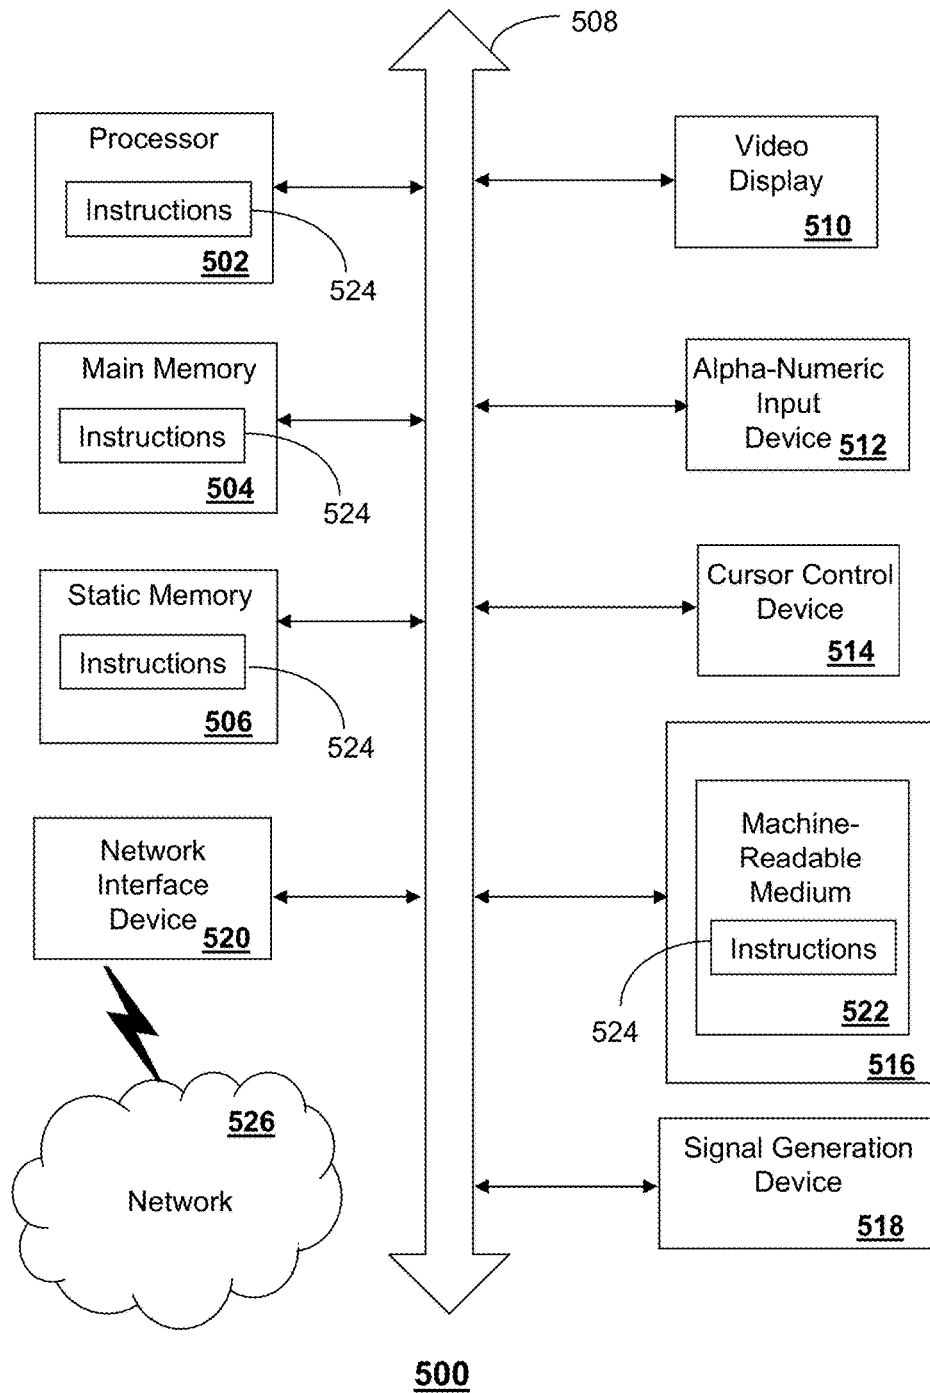 508
Processor
Instructions
502
524
Main Memory
Instructions
504
524
Static Memory
Instructions
506
524
Network
Interface
Device
520
526
Network
Video
Display
510
Alpha-Numeric
Input
Device
512
Cursor Control
Device
514
Machine-
Readable
Medium
Instructions
522
524
516
Signal Generation
Device
518
500